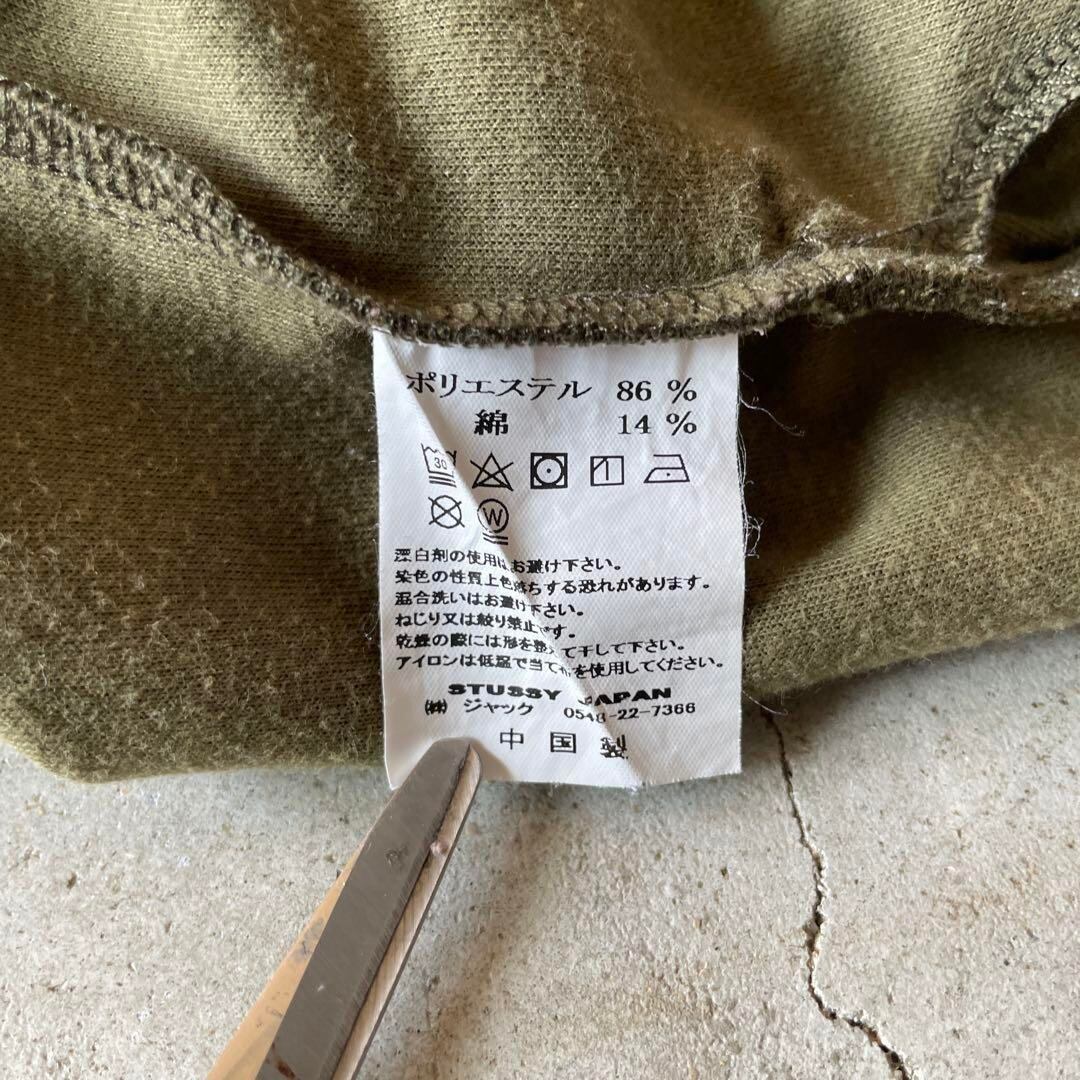 ポリエステル 86 %
綿 14 %
30
W
漂白剤の使用はお避け下さい。
染色の性質上色落ちする恐れがあります。
混合洗いはお避け下さい。
ねじり又は絞り禁止です。
乾燥の際には形を整えて干して下さい。
アイロンは低温で当て布を使用してください。
STUSSY JAPAN
㈱ ジャック 0548-22-7366
中 国 製